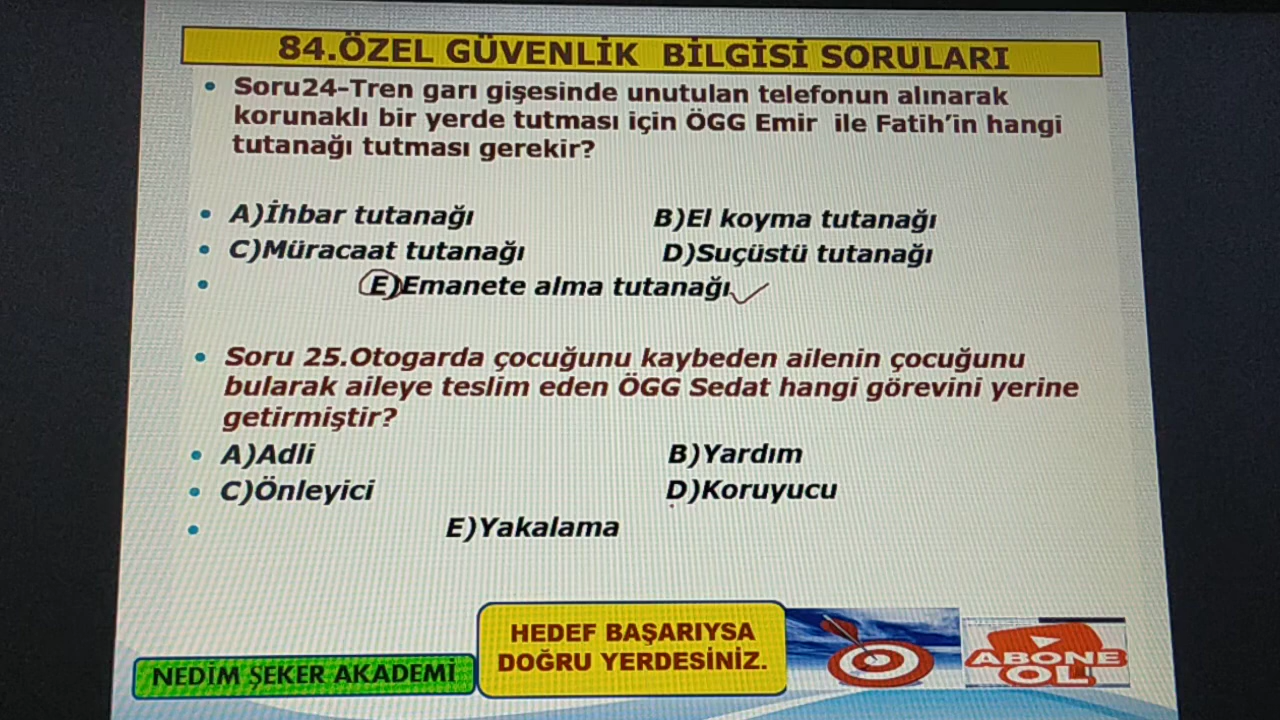 84.ÖZEL GÜVENLİK BİLGİSİ SORULARI
Soru24-Tren garı gişesinde unutulan telefonun alınarak
korunaklı bir yerde tutması için ÖGG Emir ile Fatih'in hangi
tutanağı tutması gerekir?
A)İhbar tutanağı B)El koyma tutanağı
C)Müracaat tutanağı D)Suçüstü tutanağı
E)Emanete alma tutanağı
Soru 25.Otogarda çocuğunu kaybeden ailenin çocuğunu
bularak aileye teslim eden ÖGG Sedat hangi görevini yerine
getirmiştir?
A)Adli B)Yardım
C)Önleyici D)Koruyucu
E)Yakalama
HEDEF BAŞARIYSA
DOĞRU YERDESİNİZ.
NEDİM ŞEKER AKADEMİ
ABONE
OL